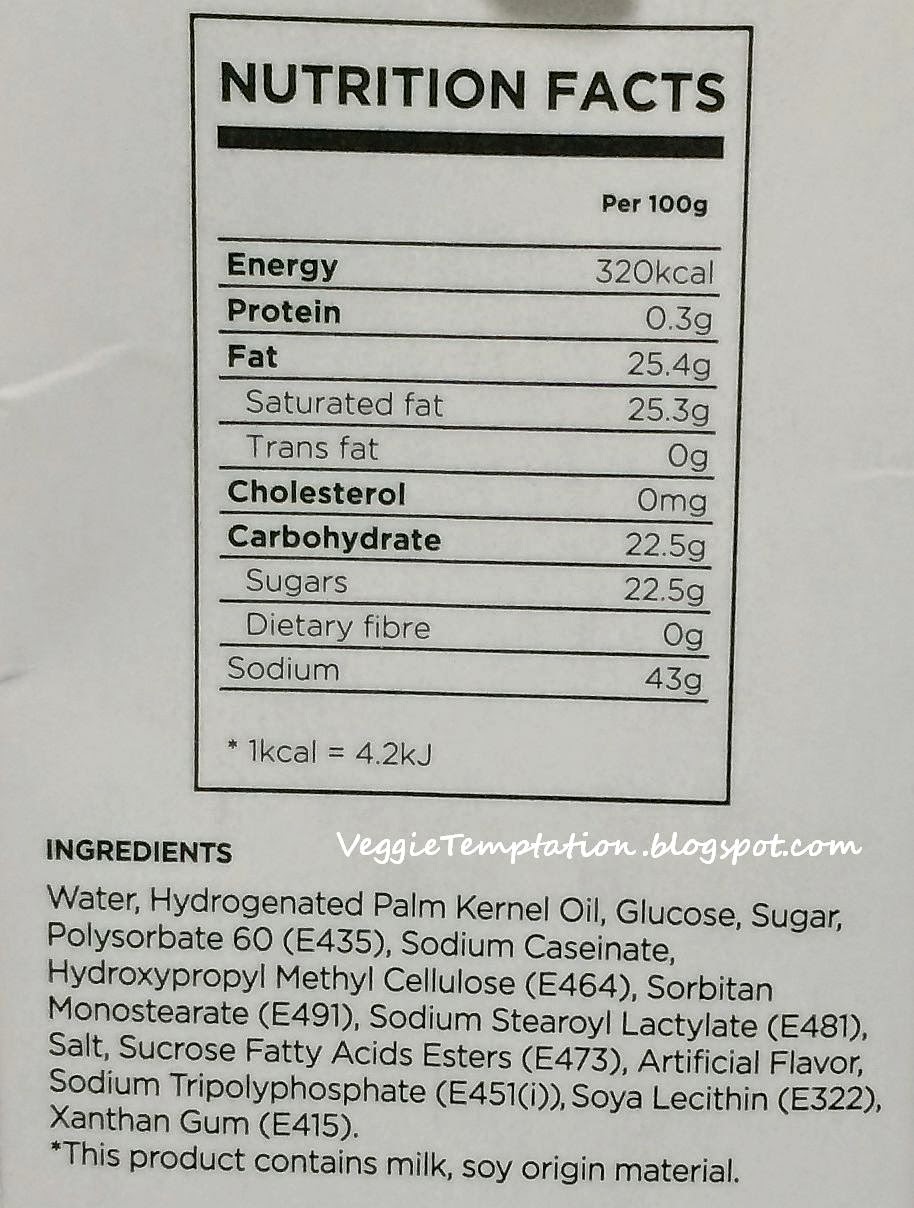 NUTRITION FACTS
Per 100g
Energy 320kcal
Protein 0.3g
Fat 25.4g
Saturated fat 25.3g
Trans fat 0g
Cholesterol 0mg
Carbohydrate 22.5g
Sugars 22.5g
Dietary fibre 0g
Sodium 43g
* 1kcal = 4.2kJ
VeggieTemptation.blogspot.com
INGREDIENTS
Water, Hydrogenated Palm Kernel Oil, Glucose, Sugar,
Polysorbate 60 (E435), Sodium Caseinate,
Hydroxypropyl Methyl Cellulose (E464), Sorbitan
Monostearate (E491), Sodium Stearoyl Lactylate (E481),
Salt, Sucrose Fatty Acids Esters (E473), Artificial Flavor,
Sodium Tripolyphosphate (E451(i)), Soya Lecithin (E322),
Xanthan Gum (E415).
*This product contains milk, soy origin material.